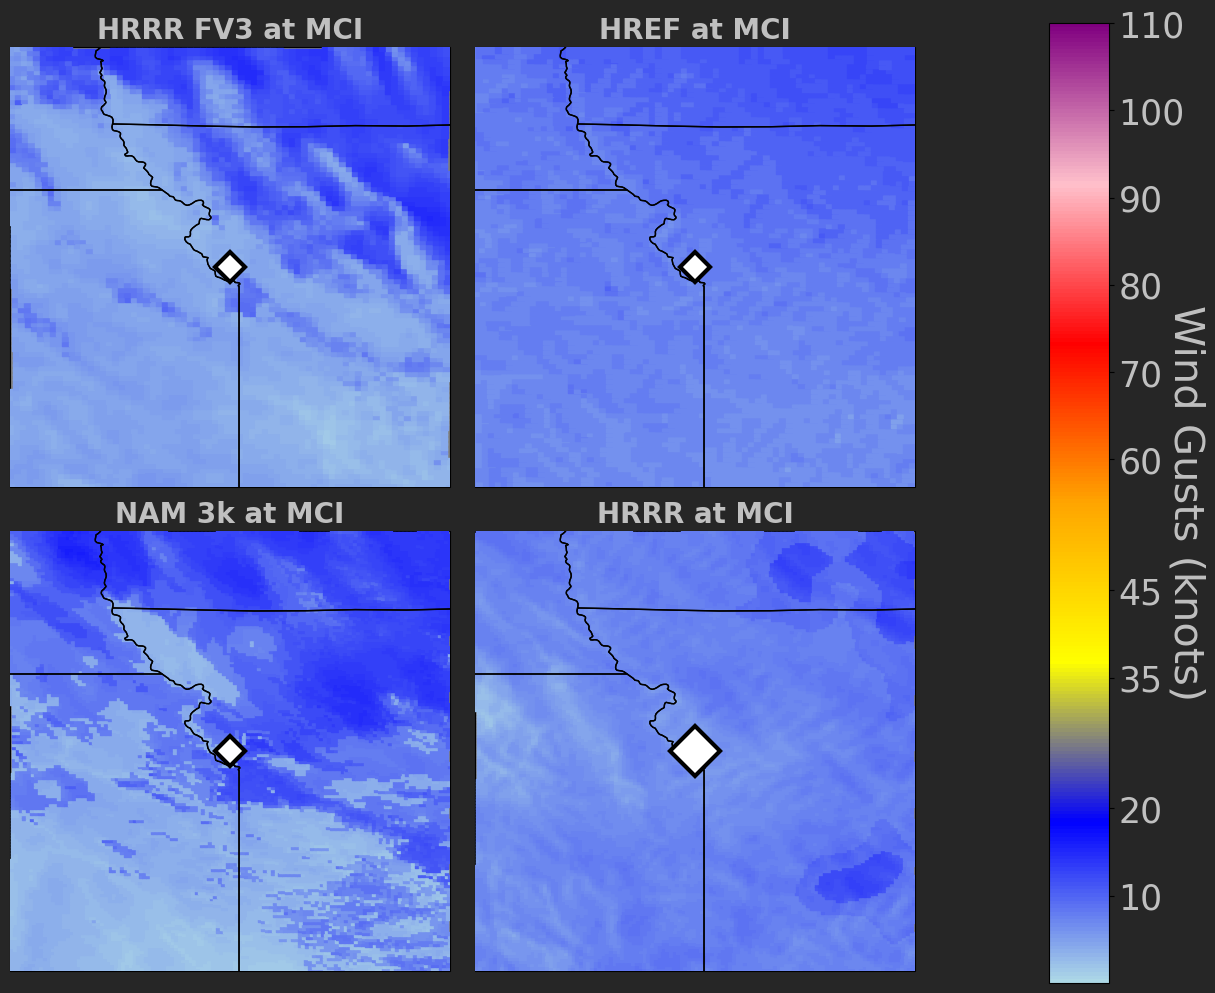 HRRR FV3 at MCI
HREF at MCI
NAM 3k at MCI
HRRR at MCI
110
100
90
80
70
60
45
35
20
10
Wind Gusts (knots)